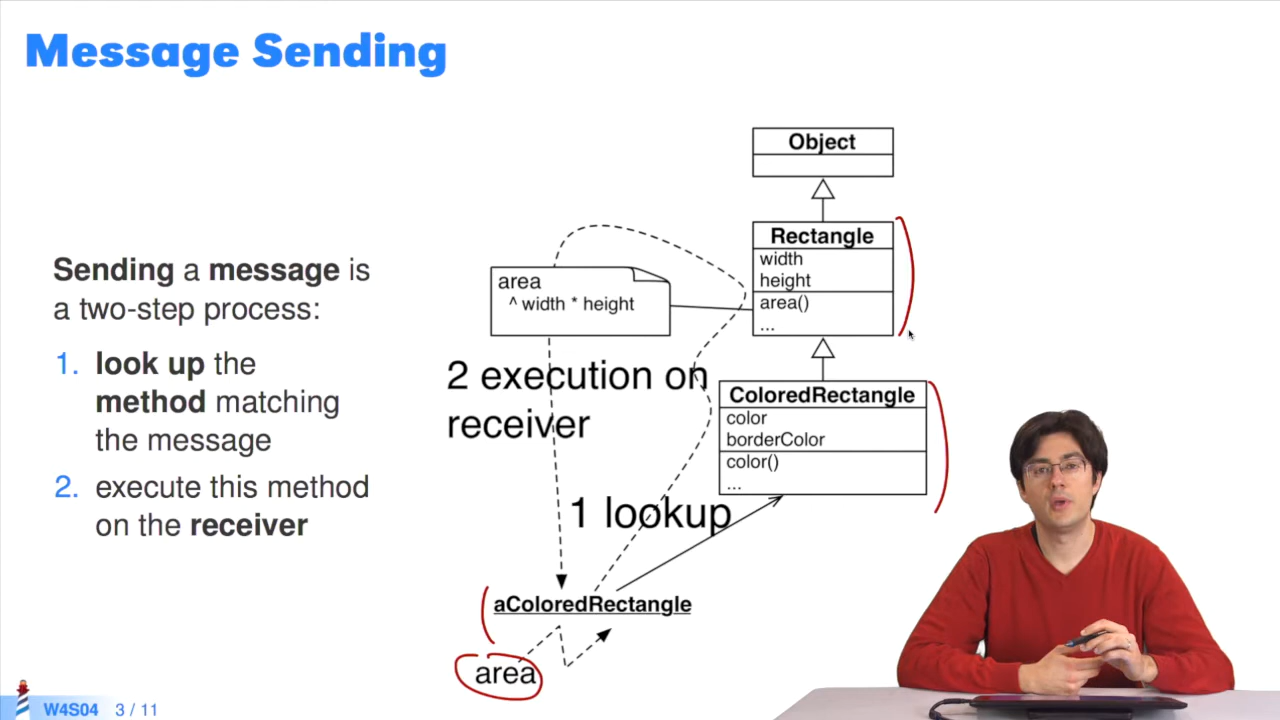 Message Sending
Sending a message is
a two-step process:
1. look up the
method matching
the message
2. execute this method
on the receiver
Object
Rectangle
width
height
area()
...
area
^ width * height
2 execution on
receiver
ColoredRectangle
color
borderColor
color()
...
1 lookup
aColoredRectangle
area
W4S04 3 / 11